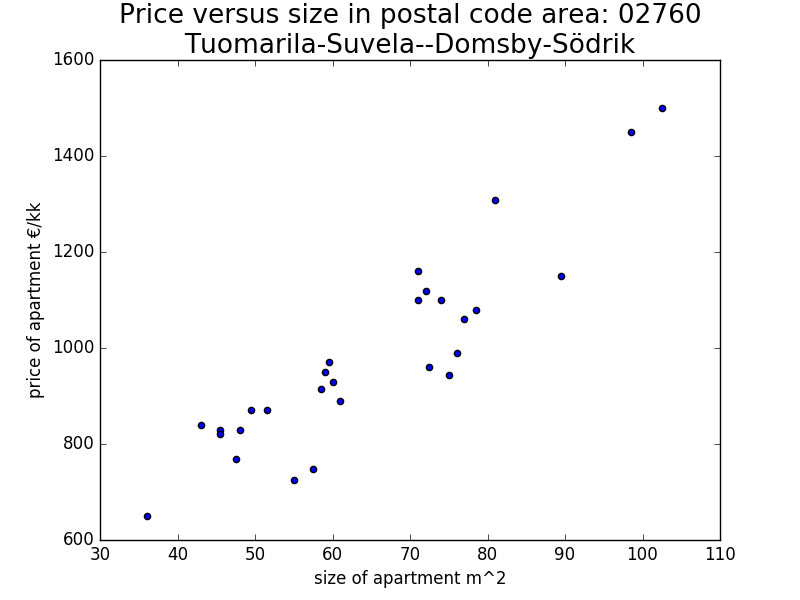 Price versus size in postal code area: 02760
Tuomarila-Suvela--Domsby-Södrik
1600
1400
1200
1000
800
600
price of apartment €/kk
30 40 50 60 70 80 90 100 110
size of apartment m^2